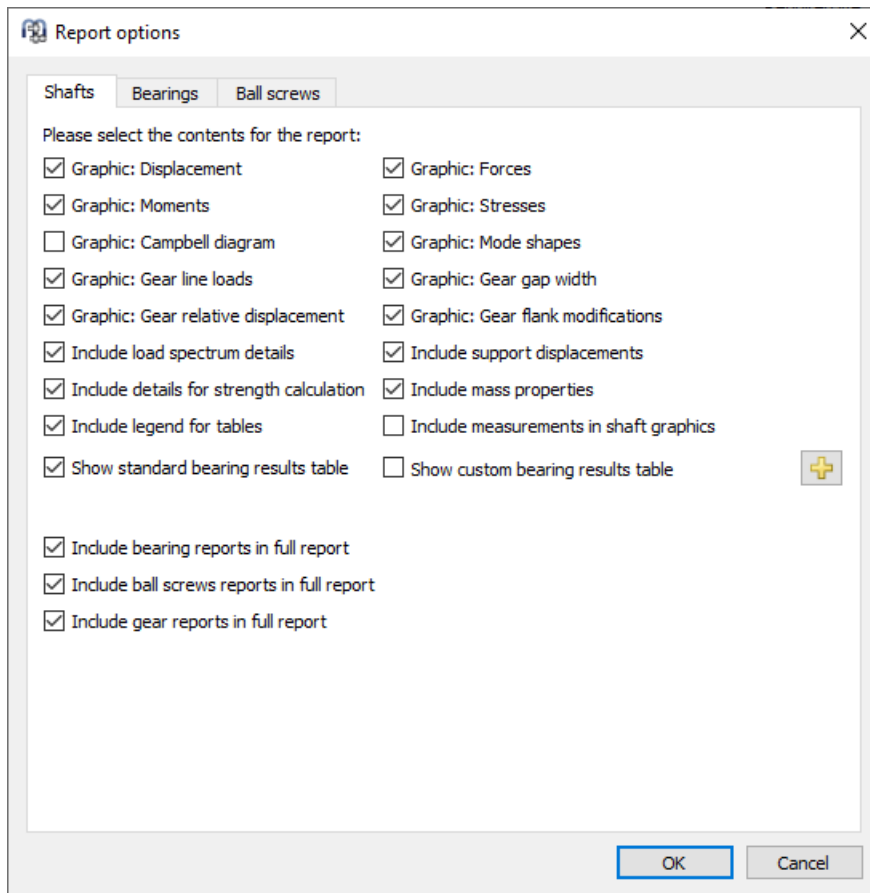 Report options
Shafts Bearings Ball screws
Please select the contents for the report:
Graphic: Displacement Graphic: Forces
Graphic: Moments Graphic: Stresses
Graphic: Campbell diagram Graphic: Mode shapes
Graphic: Gear line loads Graphic: Gear gap width
Graphic: Gear relative displacement Graphic: Gear flank modifications
Include load spectrum details Include support displacements
Include details for strength calculation Include mass properties
Include legend for tables Include measurements in shaft graphics
Show standard bearing results table Show custom bearing results table
Include bearing reports in full report
Include ball screws reports in full report
Include gear reports in full report
OK Cancel